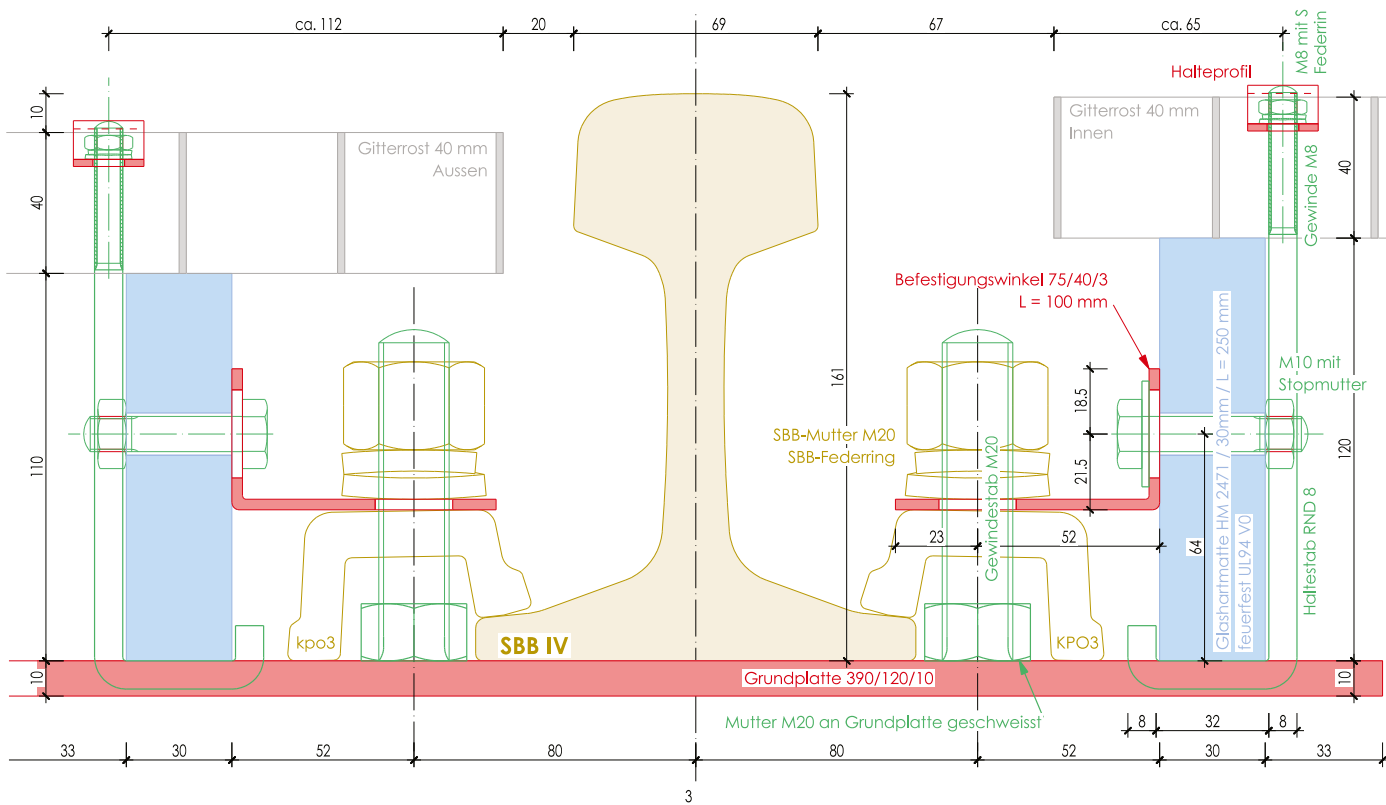 ca. 112
20
69
67
ca. 65
M8 mit S
Federrin
Halteprofil
10
Gitterrost 40 mm
Aussen
Gitterrost 40 mm
Innen
40
40
Gewinde M8
Befestigungswinkel 75/40/3
L = 100 mm
161
18.5
21.5
M10 mit
Stopmutter
SBB-Mutter M20
SBB-Federring
Gewindestab M20
Glashartmatte HM 2471 / 30mm / L = 250 mm
feuerfest UL94 V0
110
120
23
52
64
Haltestab RND 8
kpo3
SBB IV
KPO3
10
Grundplatte 390/120/10
10
Mutter M20 an Grundplatte geschweisst
8
32
8
33
30
52
80
80
52
30
33
3